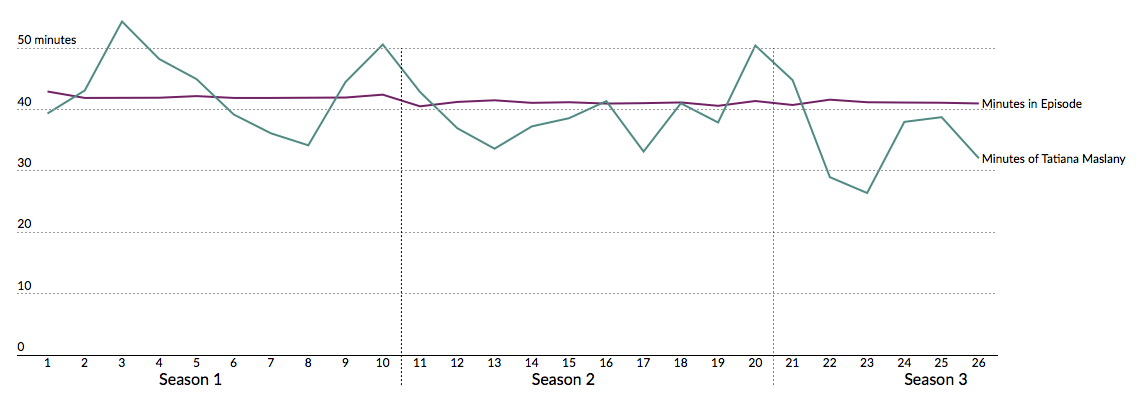 50 minutes
40
Minutes in Episode
Minutes of Tatiana Maslany
30
20
10
0
1 2 3 4 5 6 7 8 9 10 11 12 13 14 15 16 17 18 19 20 21 22 23 24 25 26
Season 1 Season 2 Season 3